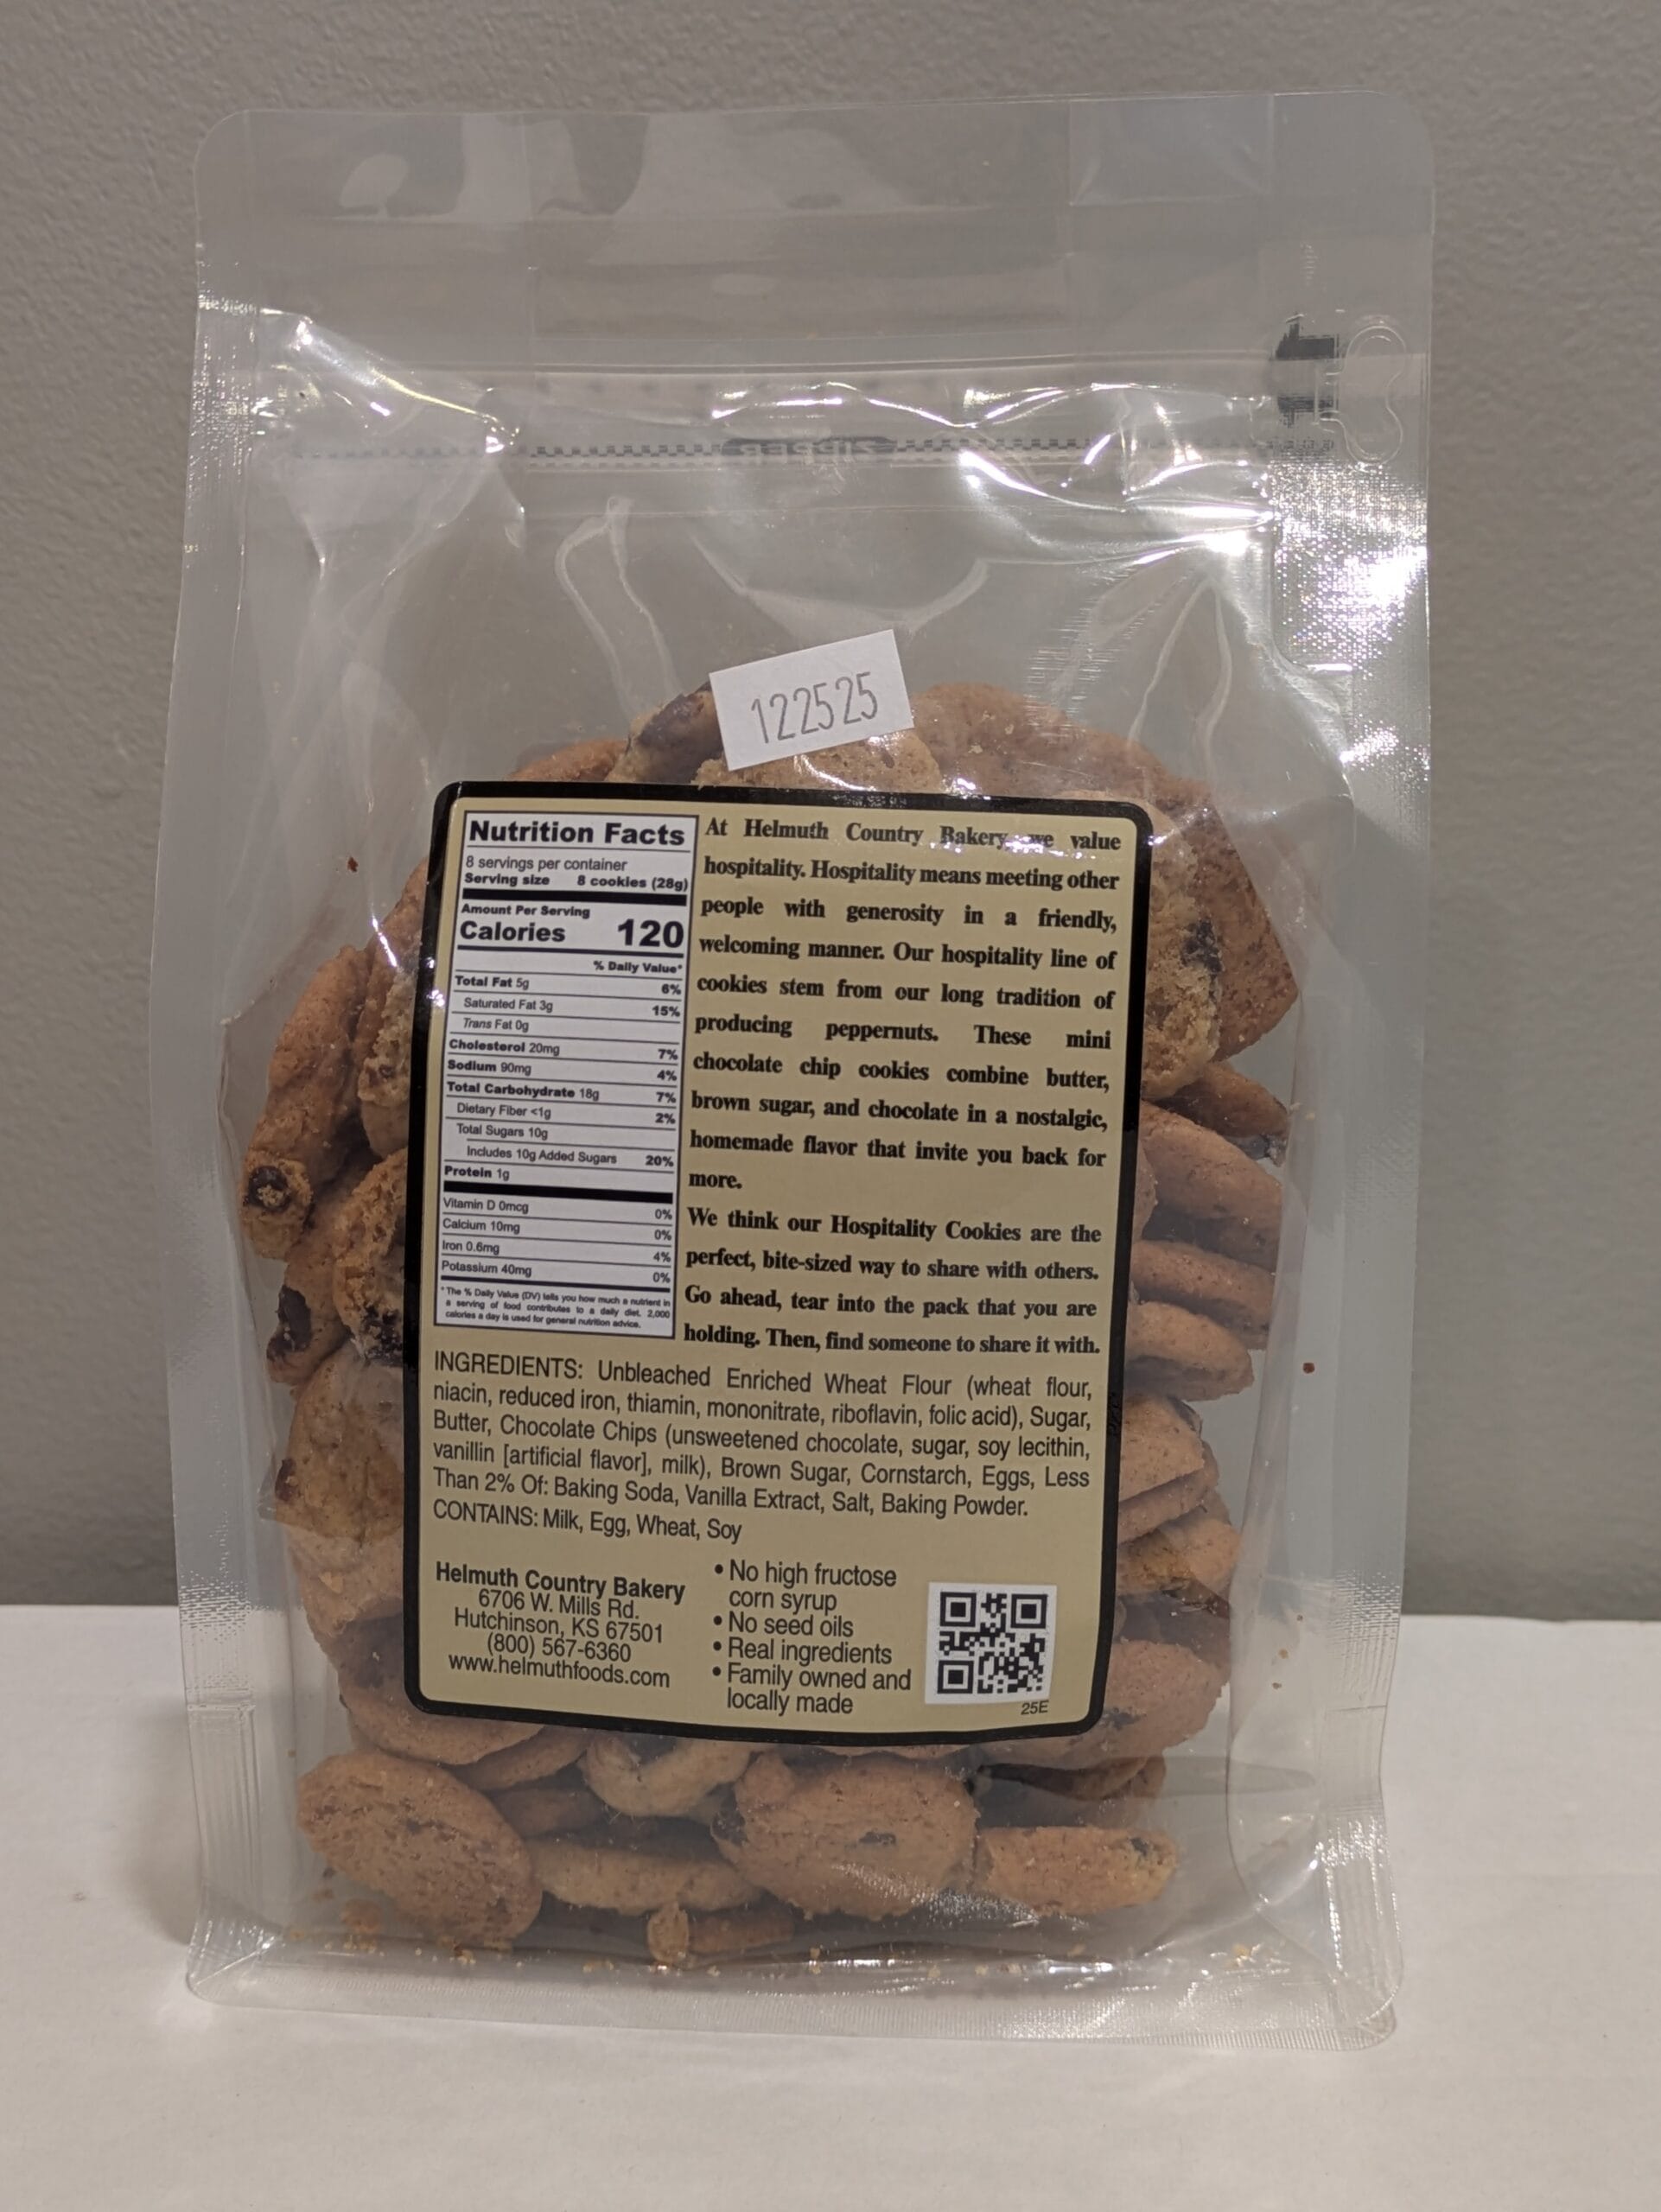 122525
Nutrition Facts
8 servings per container
Serving size 8 cookies (28g)
Amount Per Serving
Calories 120
% Daily Value*
Total Fat 5g 6%
Saturated Fat 3g 15%
Trans Fat 0g
Cholesterol 20mg 7%
Sodium 90mg 4%
Total Carbohydrate 18g 7%
Dietary Fiber <1g 2%
Total Sugars 10g
Includes 10g Added Sugars 20%
Protein 1g
Vitamin D 0mcg 0%
Calcium 10mg 0%
Iron 0.6mg 4%
Potassium 40mg 0%
*The % Daily Value (DV) tells you how much a nutrient in
a serving of food contributes to a daily diet. 2,000
calories a day is used for general nutrition advice.
At Helmuth Country Bakery, we value
hospitality. Hospitality means meeting other
people with generosity in a friendly,
welcoming manner. Our hospitality line of
cookies stem from our long tradition of
producing peppernuts. These mini
chocolate chip cookies combine butter,
brown sugar, and chocolate in a nostalgic,
homemade flavor that invite you back for
more.
We think our Hospitality Cookies are the
perfect, bite-sized way to share with others.
Go ahead, tear into the pack that you are
holding. Then, find someone to share it with.
INGREDIENTS: Unbleached Enriched Wheat Flour (wheat flour,
niacin, reduced iron, thiamin, mononitrate, riboflavin, folic acid), Sugar,
Butter, Chocolate Chips (unsweetened chocolate, sugar, soy lecithin,
vanillin [artificial flavor], milk), Brown Sugar, Cornstarch, Eggs, Less
Than 2% Of: Baking Soda, Vanilla Extract, Salt, Baking Powder.
CONTAINS: Milk, Egg, Wheat, Soy
Helmuth Country Bakery
6706 W. Mills Rd.
Hutchinson, KS 67501
(800) 567-6360
www.helmuthfoods.com
• No high fructose
corn syrup
• No seed oils
• Real ingredients
• Family owned and
locally made
25E